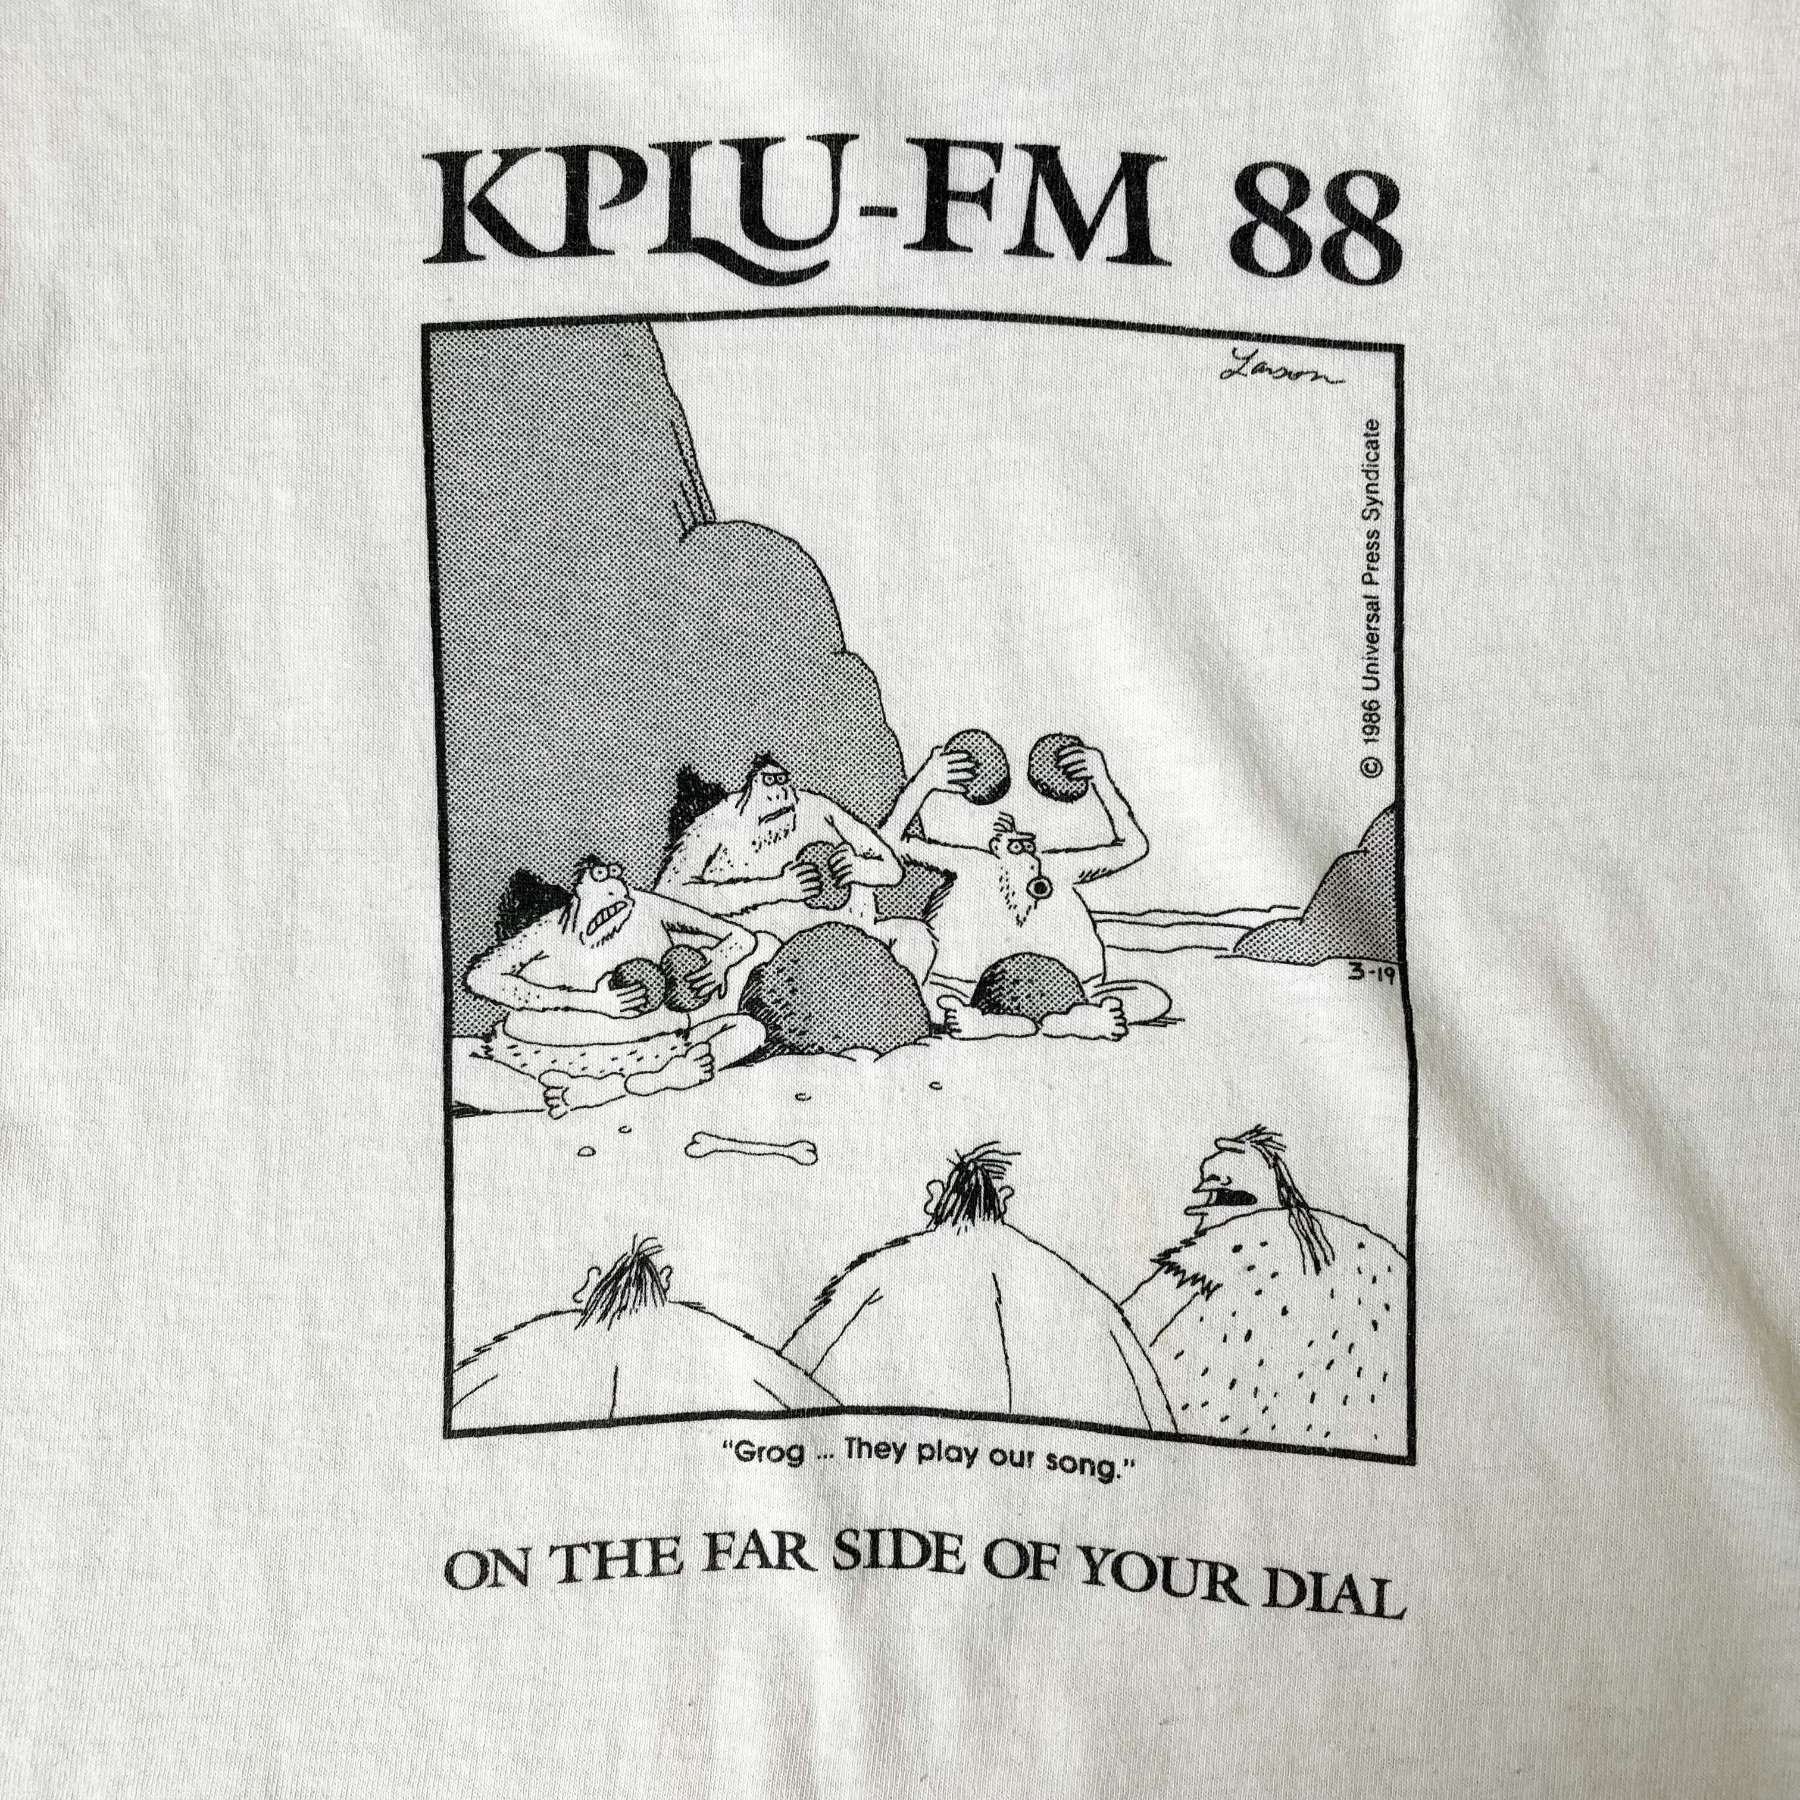 KPLU-FM 88
Larson
© 1986 Universal Press Syndicate
3-19
"Grog ... They play our song."
ON THE FAR SIDE OF YOUR DIAL